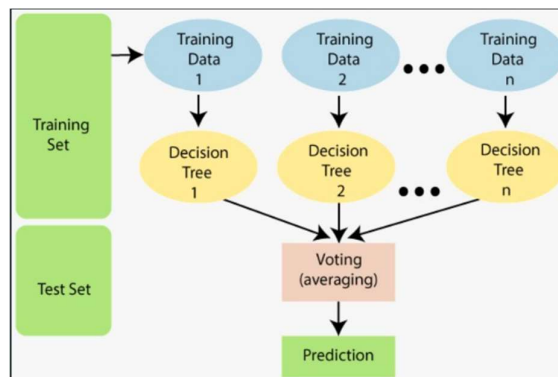 Training
Set
Test Set
Training
Data
1
Training
Data
2
Training
Data
n
Decision
Tree
1
Decision
Tree
2
Decision
Tree
n
Voting
(averaging)
Prediction